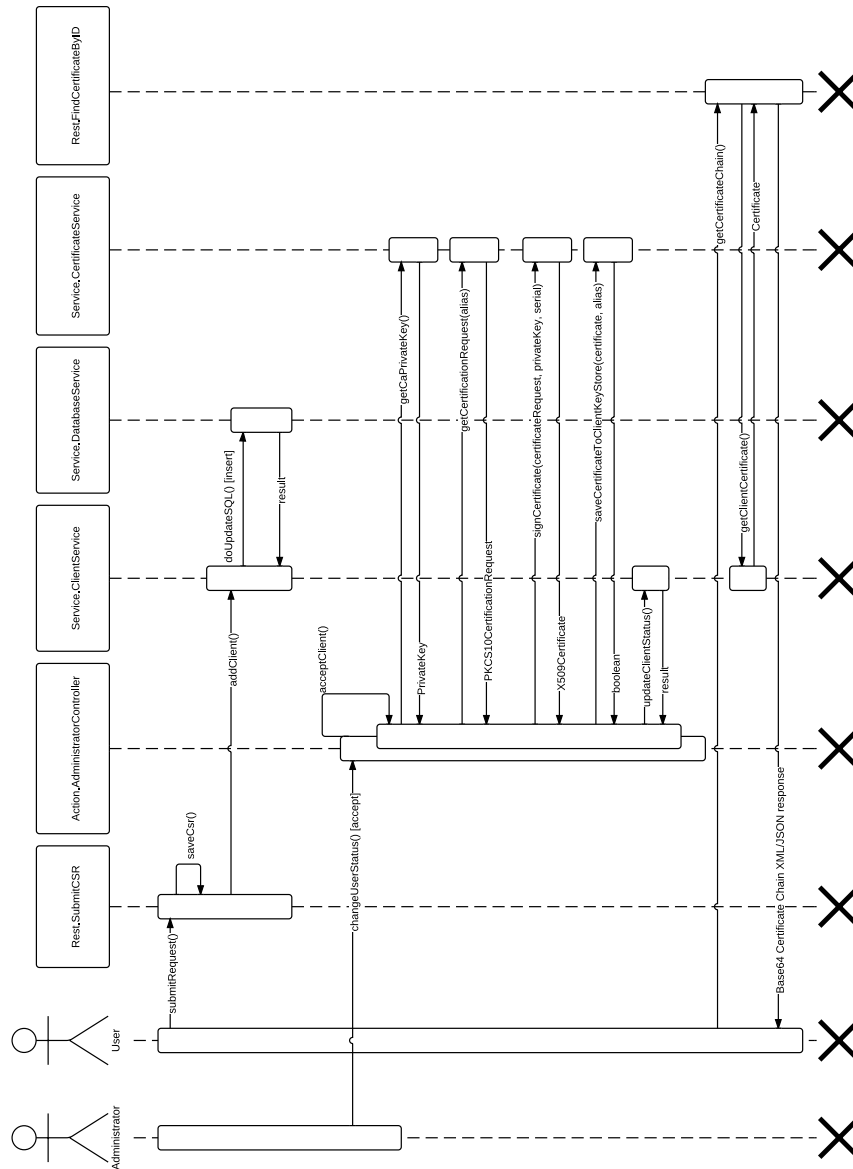 Administrator
User
Rest.SubmitCSR
Action.AdministratorController
Service.ClientService
Service.DatabaseService
Service.CertificateService
Rest.FindCertificateByID
submitRequest()
saveCsr()
addClient()
doUpdateSQL() [insert]
result
acceptClient()
changeUserStatus() [accept]
getCaPrivateKey()
PrivateKey
getCertificationRequest(alias)
PKCS10CertificationRequest
signCertificate(certificateRequest, privateKey, serial)
X509Certificate
saveCertificateToClientKeyStore(certificate, alias)
boolean
updateClientStatus()
result
getCertificateChain()
getClientCertificate()
Certificate
Base64 Certificate Chain XML/JSON response